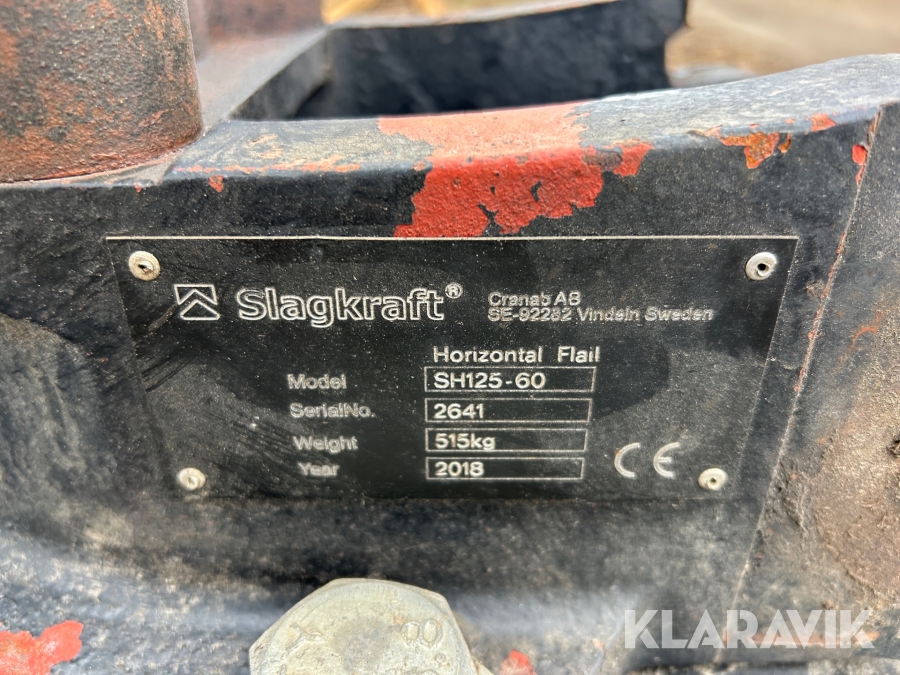 Slagkraft®
Cranab AB
SE-92282 Vindeln Sweden
Horizontal Flail
Model SH125-60
SerialNo. 2641
Weight 515kg
Year 2018
CE
KLARAVIK